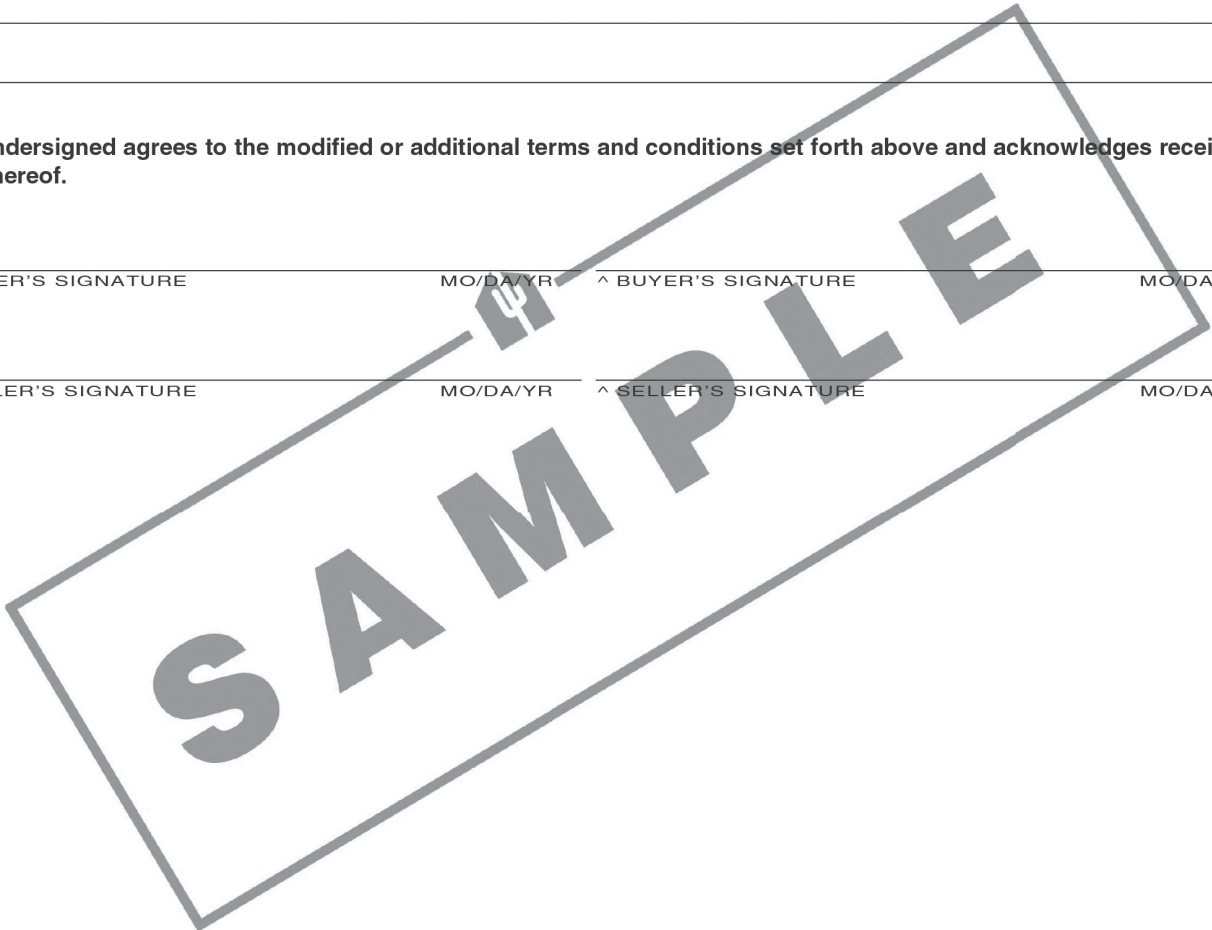 ndersigned agrees to the modified or additional terms and conditions set forth above and acknowledges recei
hereof.
ER’S SIGNATURE MO/DA/YR ^ BUYER’S SIGNATURE MO/DA
LER’S SIGNATURE MO/DA/YR ^ SELLER’S SIGNATURE MO/DA
SAMPLE